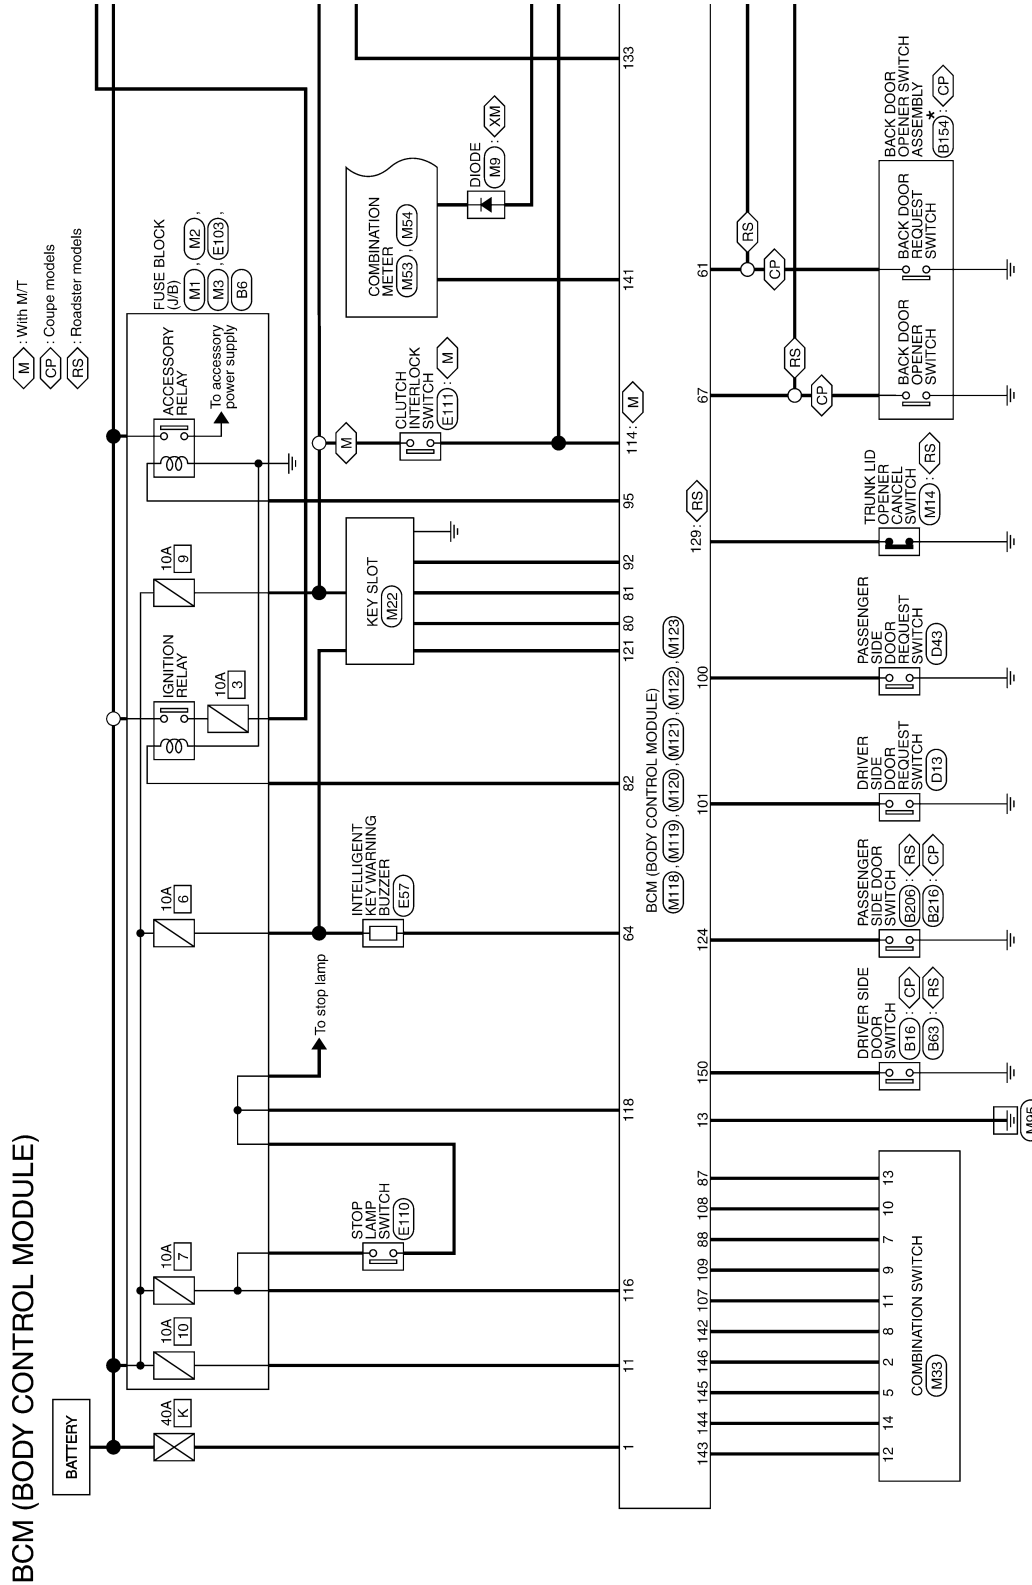 BCM (BODY CONTROL MODULE)
M : With M/T
CP : Coupe models
RS : Roadster models
BATTERY
40A
K
10A
10
10A
7
10A
6
IGNITION
RELAY
10A
3
10A
9
ACCESSORY
RELAY
To accessory
power supply
FUSE BLOCK
(J/B)
M1 , M2 ,
M3 , E103 ,
B6
STOP
LAMP
SWITCH
E110
To stop lamp
INTELLIGENT
KEY WARNING
BUZZER
E57
KEY SLOT
M22
M
CLUTCH
INTERLOCK
SWITCH
E111 : M
COMBINATION
METER
M53 , M54
DIODE
M9 : XM
1
11
116
118
64
82
121
80
81
92
95
114: M
141
133
BCM (BODY CONTROL MODULE)
M118 , M119 , M120 , M121 , M122 , M123
143
144
145
146
142
107
109
88
108
87
13
150
124
101
100
129: RS
67
61
12
14
5
2
8
11
9
7
10
13
COMBINATION SWITCH
M33
M95
DRIVER SIDE
DOOR
SWITCH
B16 : CP
B63 : RS
PASSENGER
SIDE DOOR
SWITCH
B206 : RS
B216 : CP
DRIVER
SIDE
DOOR
REQUEST
SWITCH
D13
PASSENGER
SIDE
DOOR
REQUEST
SWITCH
D43
TRUNK LID
OPENER
CANCEL
SWITCH
M14 : RS
RS
CP
RS
CP
BACK DOOR
OPENER
SWITCH
BACK DOOR
REQUEST
SWITCH
BACK DOOR
OPENER SWITCH
ASSEMBLY
B154 * : CP